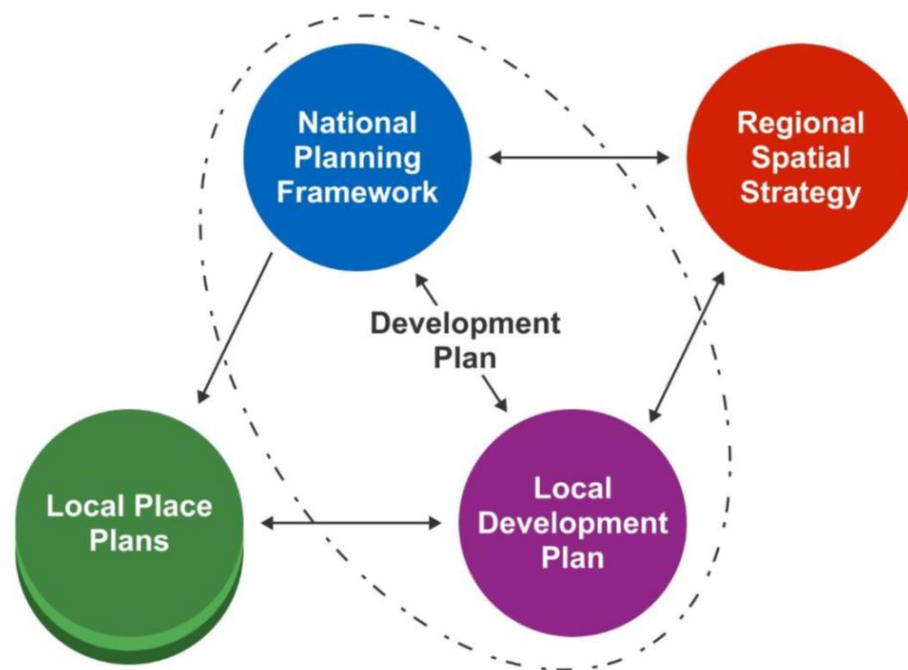 National
Planning
Framework
Regional
Spatial
Strategy
Development
Plan
Local Place
Plans
Local
Development
Plan